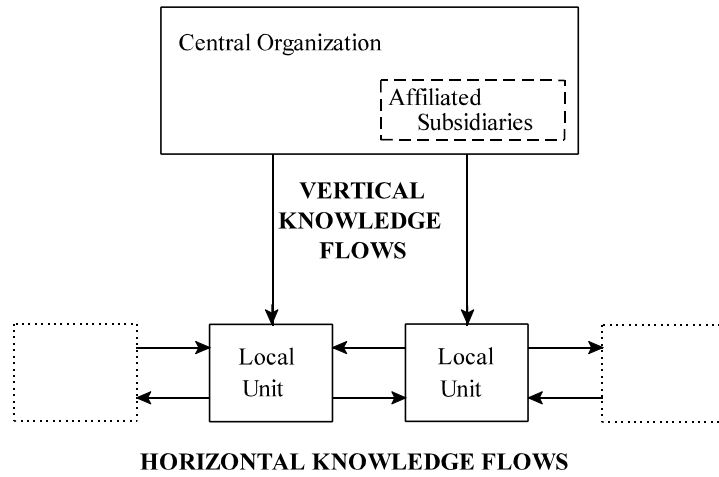 Central Organization
Affiliated
Subsidiaries
VERTICAL
KNOWLEDGE
FLOWS
Local
Unit
Local
Unit
HORIZONTAL KNOWLEDGE FLOWS